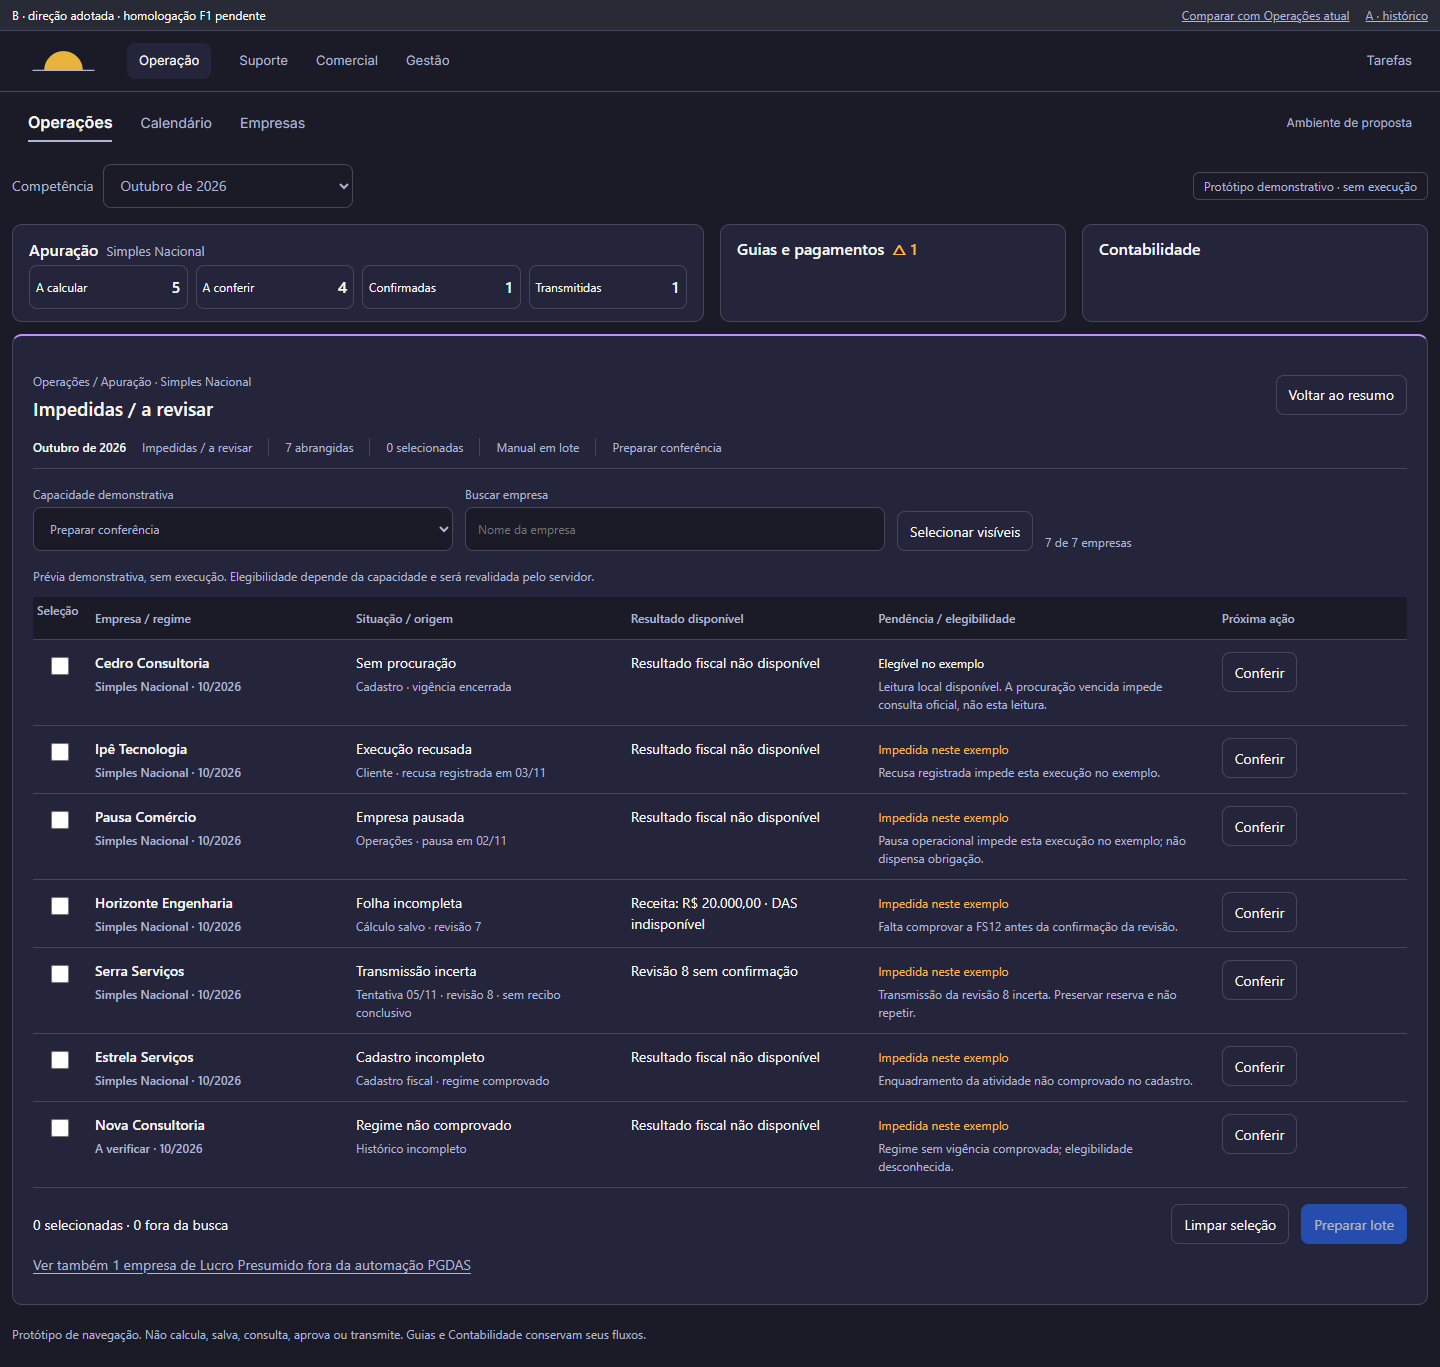 B · direção adotada · homologação F1 pendente
Comparar com Operações atual
A · histórico
Operação
Suporte
Comercial
Gestão
Tarefas
Operações
Calendário
Empresas
Ambiente de proposta
Competência
Outubro de 2026
Protótipo demonstrativo · sem execução
Apuração Simples Nacional
A calcular 5
A conferir 4
Confirmadas 1
Transmitidas 1
Guias e pagamentos △ 1
Contabilidade
Operações / Apuração · Simples Nacional
Impedidas / a revisar
Voltar ao resumo
Outubro de 2026
Impedidas / a revisar
7 abrangidas
0 selecionadas
Manual em lote
Preparar conferência
Capacidade demonstrativa
Preparar conferência
Buscar empresa
Nome da empresa
Selecionar visíveis
7 de 7 empresas
Prévia demonstrativa, sem execução. Elegibilidade depende da capacidade e será revalidada pelo servidor.
Seleção
Empresa / regime
Situação / origem
Resultado disponível
Pendência / elegibilidade
Próxima ação
Cedro Consultoria
Simples Nacional · 10/2026
Sem procuração
Cadastro · vigência encerrada
Resultado fiscal não disponível
Elegível no exemplo
Leitura local disponível. A procuração vencida impede
consulta oficial, não esta leitura.
Conferir
Ipê Tecnologia
Simples Nacional · 10/2026
Execução recusada
Cliente · recusa registrada em 03/11
Resultado fiscal não disponível
Impedida neste exemplo
Recusa registrada impede esta execução no exemplo.
Conferir
Pausa Comércio
Simples Nacional · 10/2026
Empresa pausada
Operações · pausa em 02/11
Resultado fiscal não disponível
Impedida neste exemplo
Pausa operacional impede esta execução no exemplo; não
dispensa obrigação.
Conferir
Horizonte Engenharia
Simples Nacional · 10/2026
Folha incompleta
Cálculo salvo · revisão 7
Receita: R$ 20.000,00 · DAS
indisponível
Impedida neste exemplo
Falta comprovar a FS12 antes da confirmação da revisão.
Conferir
Serra Serviços
Simples Nacional · 10/2026
Transmissão incerta
Tentativa 05/11 · revisão 8 · sem recibo
conclusivo
Revisão 8 sem confirmação
Impedida neste exemplo
Transmissão da revisão 8 incerta. Preservar reserva e não
repetir.
Conferir
Estrela Serviços
Simples Nacional · 10/2026
Cadastro incompleto
Cadastro fiscal · regime comprovado
Resultado fiscal não disponível
Impedida neste exemplo
Enquadramento da atividade não comprovado no cadastro.
Conferir
Nova Consultoria
A verificar · 10/2026
Regime não comprovado
Histórico incompleto
Resultado fiscal não disponível
Impedida neste exemplo
Regime sem vigência comprovada; elegibilidade
desconhecida.
Conferir
0 selecionadas · 0 fora da busca
Limpar seleção
Preparar lote
Ver também 1 empresa de Lucro Presumido fora da automação PGDAS
Protótipo de navegação. Não calcula, salva, consulta, aprova ou transmite. Guias e Contabilidade conservam seus fluxos.